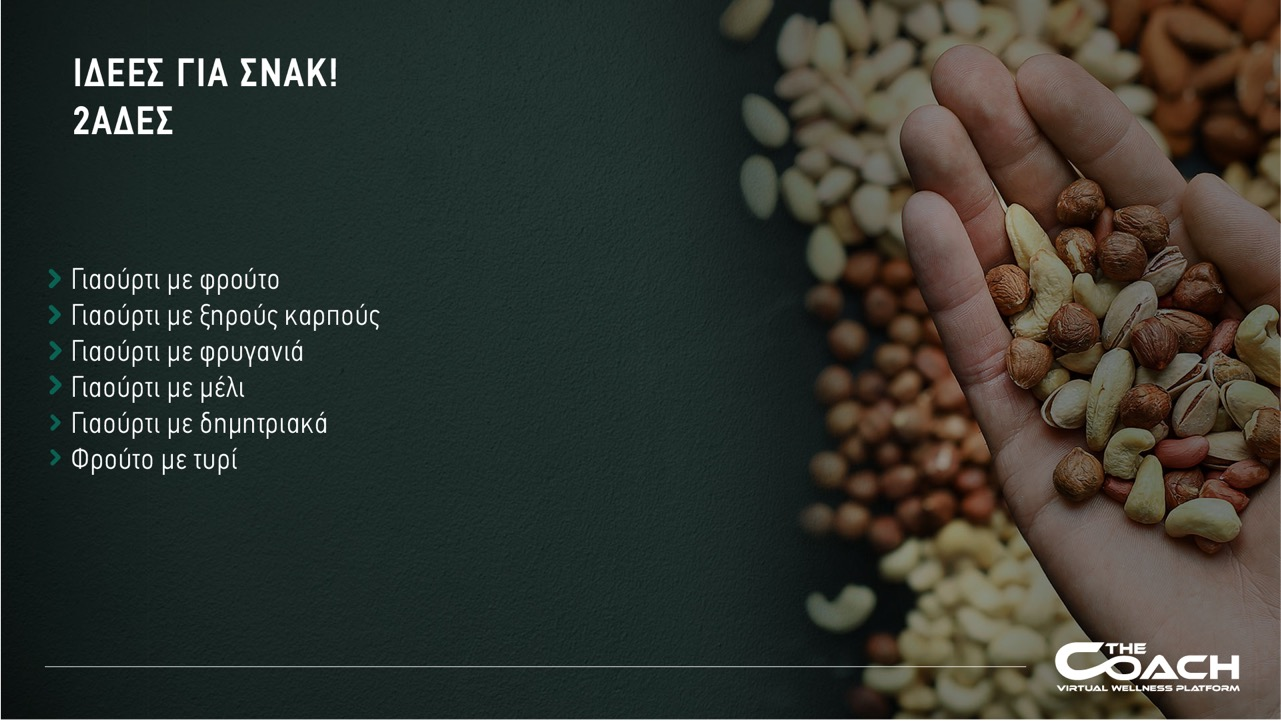 ΙΔΕΕΣ ΓΙΑ ΣΝΑΚ!
2ΑΔΕΣ
Γιαούρτι με φρούτο
Γιαούρτι με ξηρούς καρπούς
Γιαούρτι με φρυγανιά
Γιαούρτι με μέλι
Γιαούρτι με δημητριακά
Φρούτο με τυρί
THE
COACH
VIRTUAL WELLNESS PLATFORM